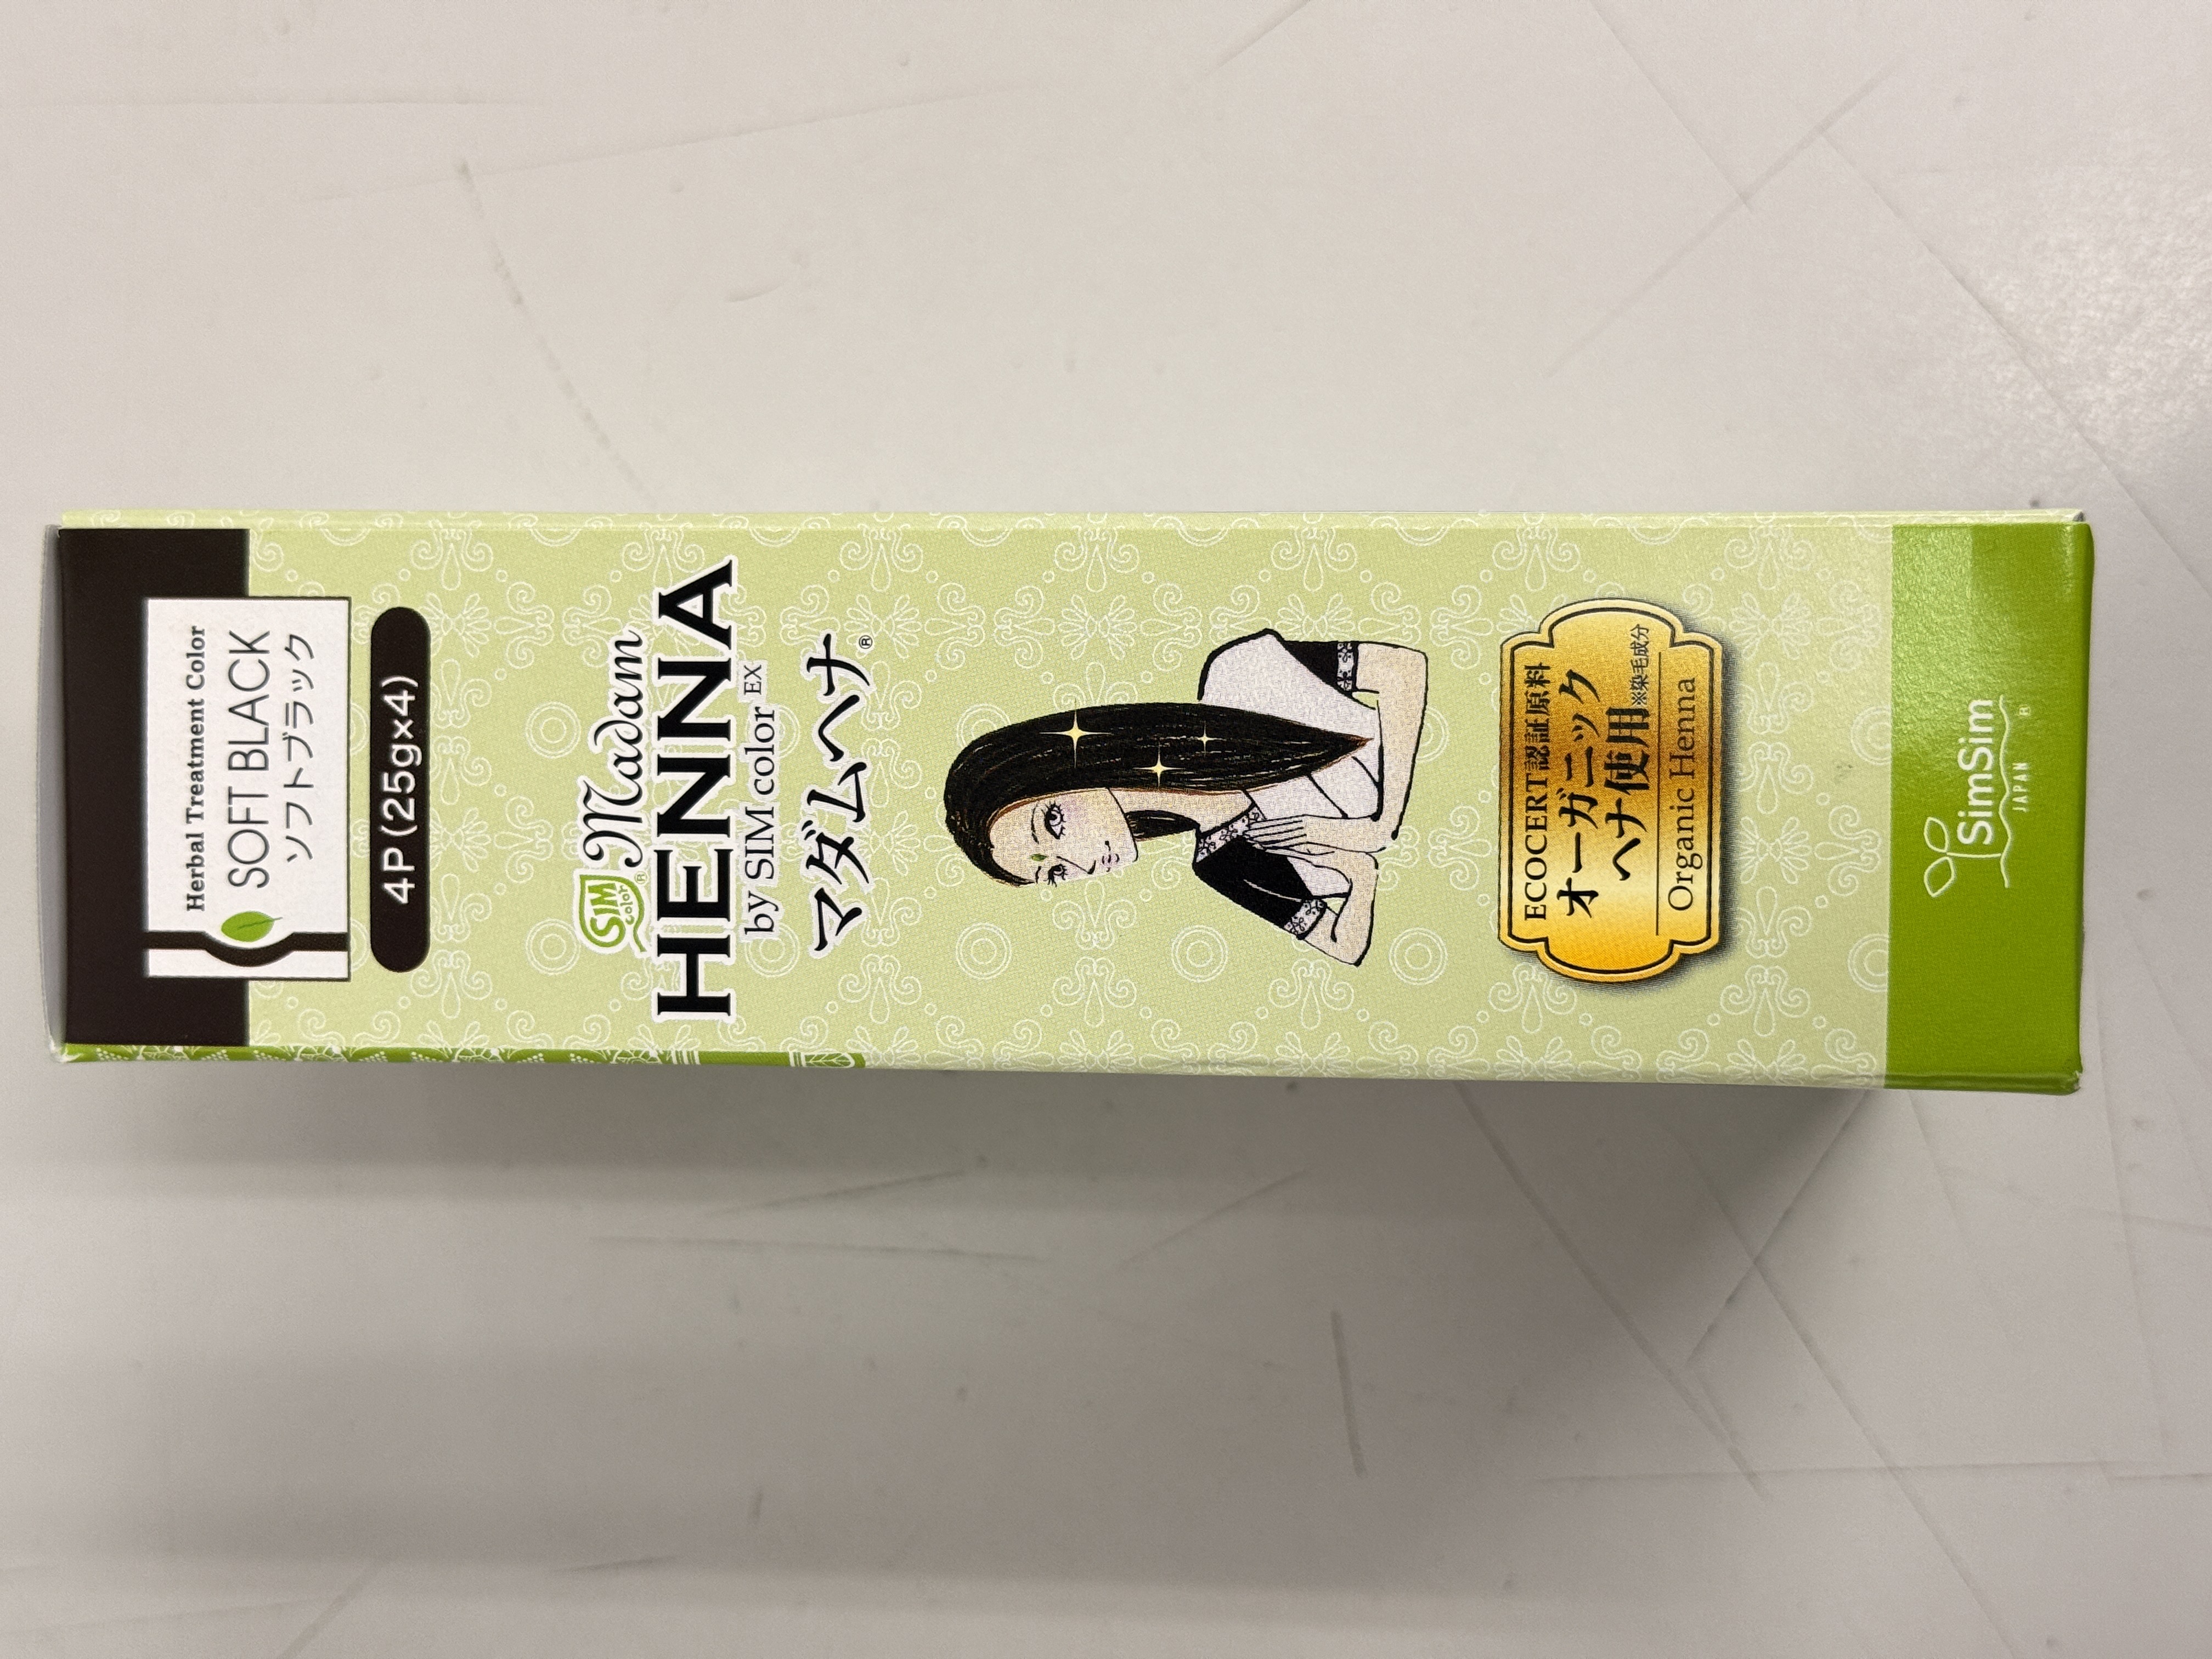 Herbal Treatment Color
SOFT BLACK
ソフトブラック
4P(25g×4)
SIM
color®
Madam
HENNA
by SIM color EX
マダムヘナ®
ECOCERT認証原料
オーガニック
ヘナ使用※染毛成分
Organic Henna
SimSim
JAPAN ®